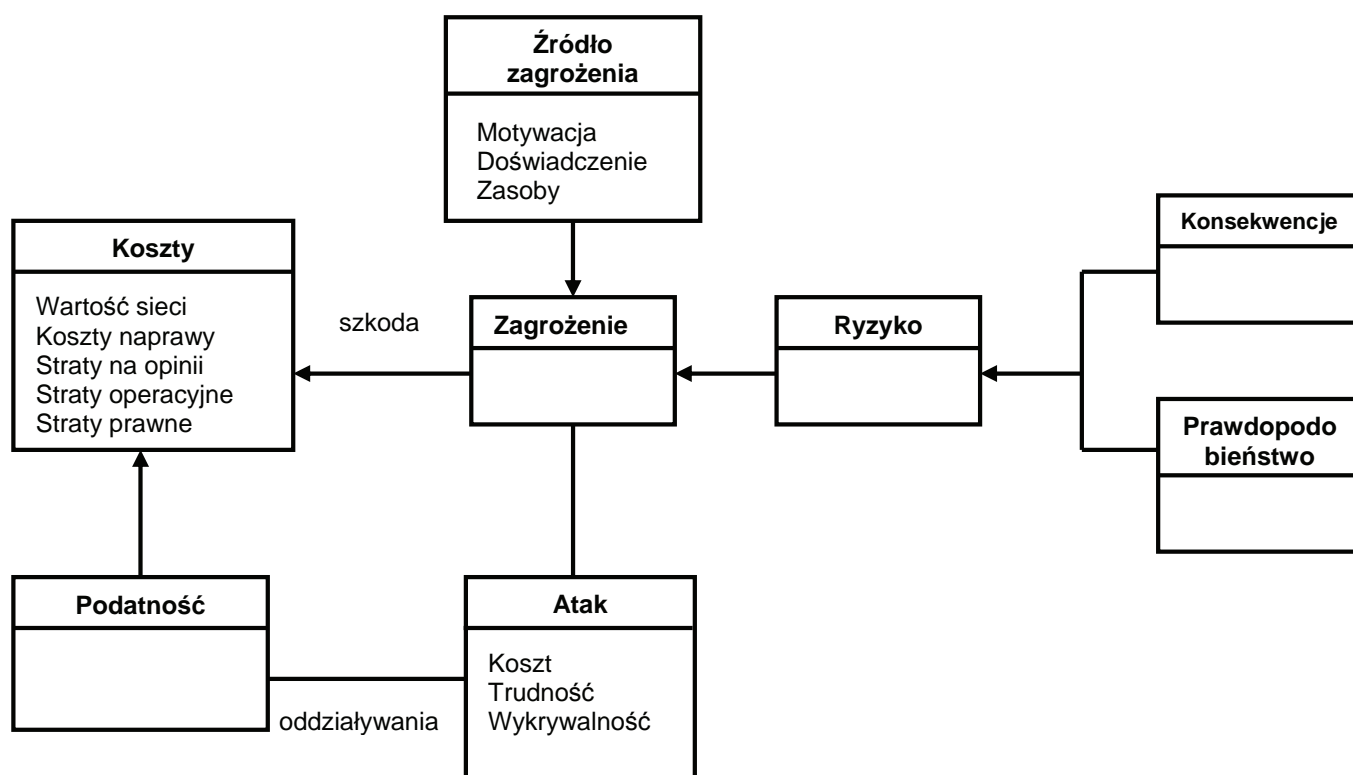 Źródło
zagrożenia
Motywacja
Doświadczenie
Zasoby
Koszty
Wartość sieci
Koszty naprawy
Straty na opinii
Straty operacyjne
Straty prawne
szkoda
Zagrożenie
Ryzyko
Konsekwencje
Prawdopodo
bieństwo
Podatność
oddziaływania
Atak
Koszt
Trudność
Wykrywalność